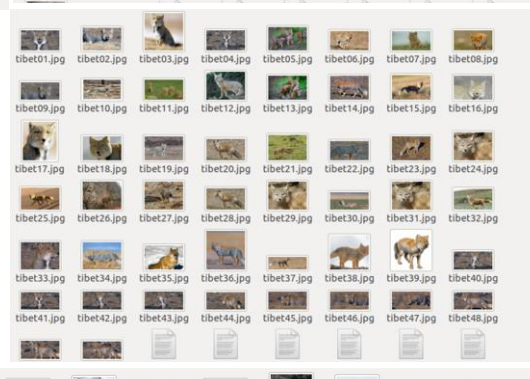 tibet01.jpg tibet02.jpg tibet03.jpg tibet04.jpg tibet05.jpg tibet06.jpg tibet07.jpg tibet08.jpg
tibet09.jpg tibet10.jpg tibet11.jpg tibet12.jpg tibet13.jpg tibet14.jpg tibet15.jpg tibet16.jpg
tibet17.jpg tibet18.jpg tibet19.jpg tibet20.jpg tibet21.jpg tibet22.jpg tibet23.jpg tibet24.jpg
tibet25.jpg tibet26.jpg tibet27.jpg tibet28.jpg tibet29.jpg tibet30.jpg tibet31.jpg tibet32.jpg
tibet33.jpg tibet34.jpg tibet35.jpg tibet36.jpg tibet37.jpg tibet38.jpg tibet39.jpg tibet40.jpg
tibet41.jpg tibet42.jpg tibet43.jpg tibet44.jpg tibet45.jpg tibet46.jpg tibet47.jpg tibet48.jpg